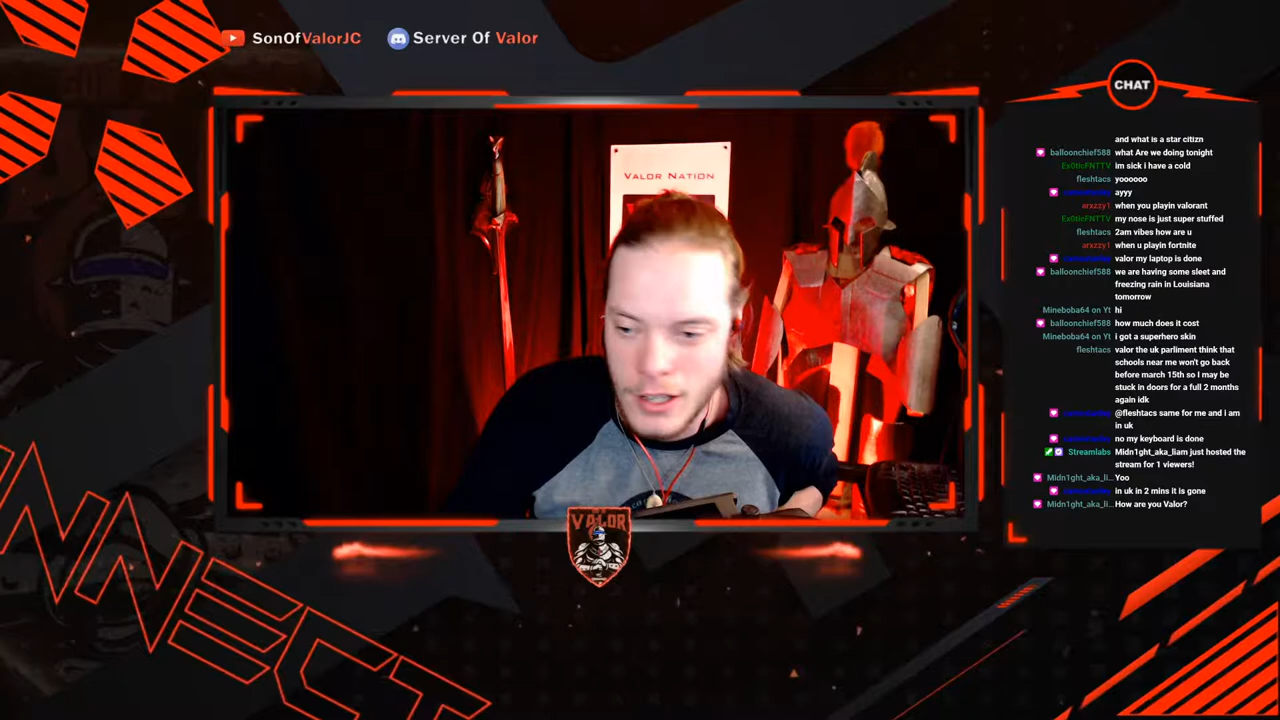 SonOfValorJC
Server Of Valor
CHAT
VALOR NATION
and what is a star citizn
balloonchief588 what Are we doing tonight
Ex0ticFNTTV im sick i have a cold
fleshtacs yoooooo
ayyy
arxzzy1 when you playin valorant
Ex0ticFNTTV my nose is just super stuffed
fleshtacs 2am vibes how are u
arxzzy1 when u playin fortnite
valor my laptop is done
balloonchief588 we are having some sleet and
freezing rain in Louisiana
tomorrow
Mineboba64 on Yt hi
balloonchief588 how much does it cost
Mineboba64 on Yt i got a superhero skin
fleshtacs valor the uk parliment think that
schools near me won't go back
before march 15th so I may be
stuck in doors for a full 2 months
again idk
@fleshtacs same for me and i am
in uk
no my keyboard is done
Streamlabs Midn1ght_aka_liam just hosted the
stream for 1 viewers!
Midn1ght_aka_li... Yoo
in uk in 2 mins it is gone
Midn1ght_aka_li... How are you Valor?
VALOR
NNECT